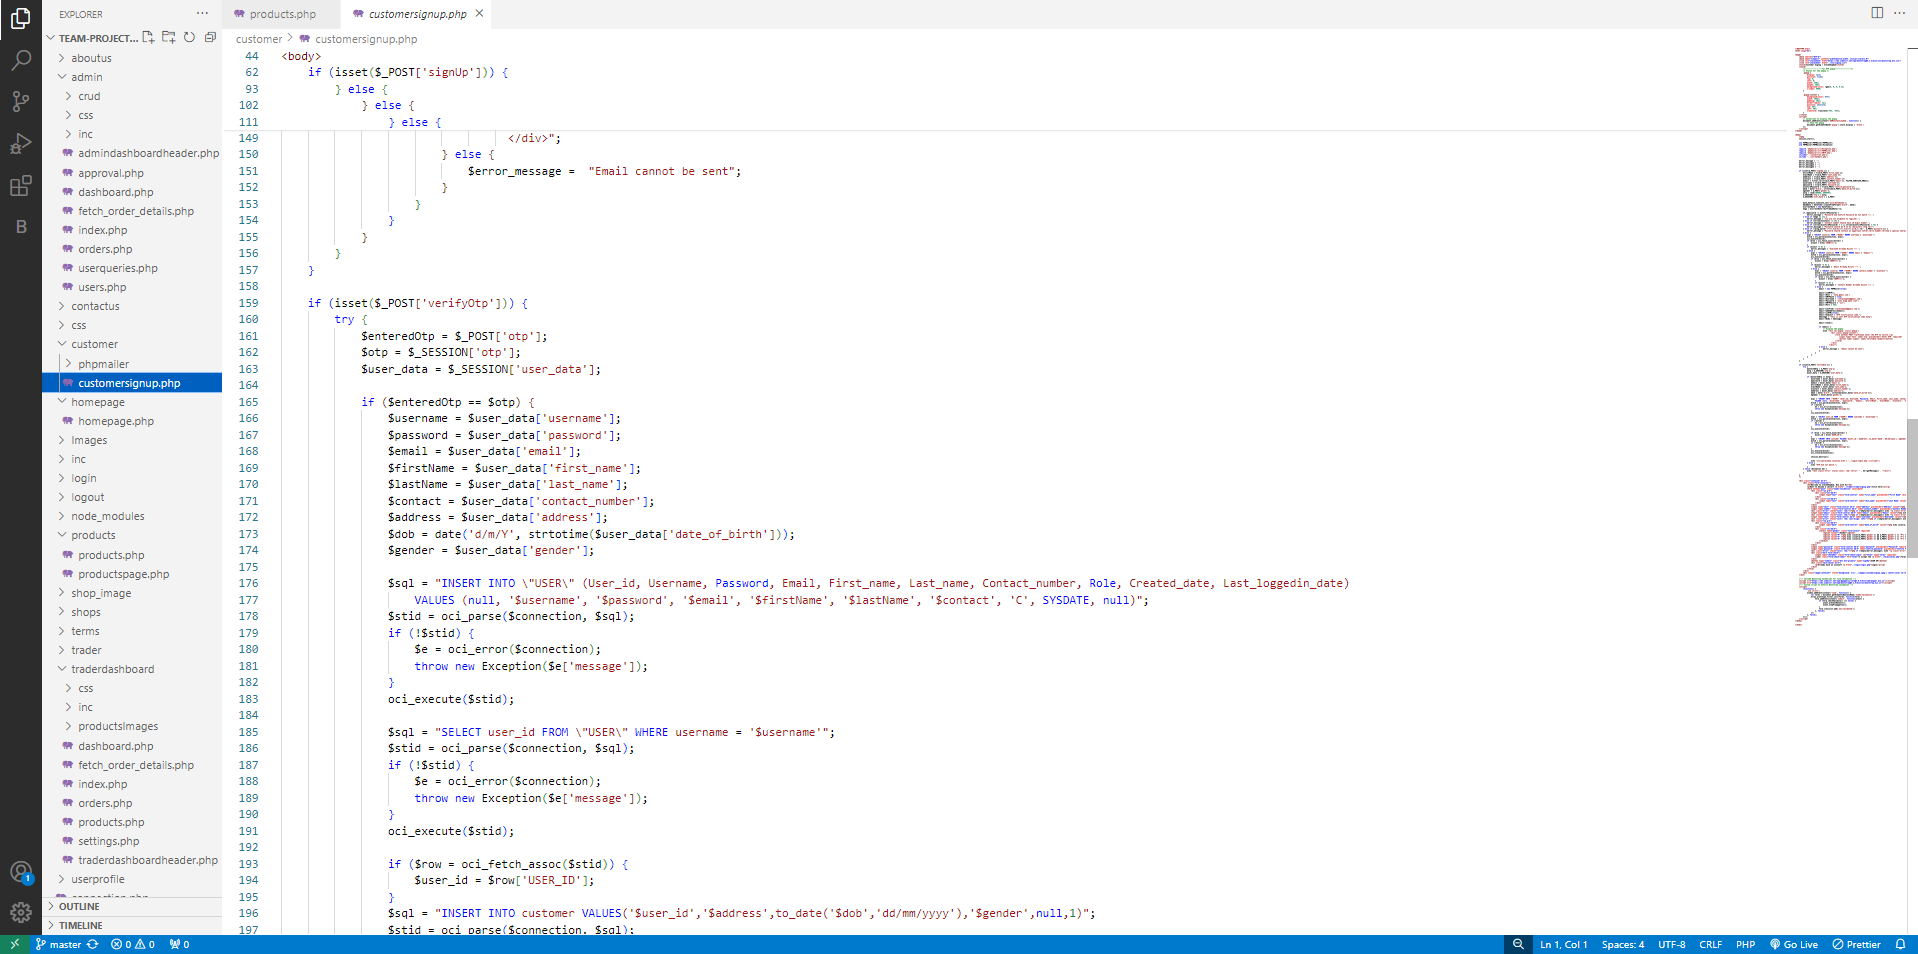 EXPLORER
TEAM-PROJECT...
aboutus
admin
crud
css
inc
admindashboardheader.php
approval.php
dashboard.php
fetch_order_details.php
index.php
orders.php
userqueries.php
users.php
contactus
css
customer
phpmailer
customersignup.php
homepage
homepage.php
Images
inc
login
logout
node_modules
products
products.php
productspage.php
shop_image
shops
terms
trader
traderdashboard
css
inc
productsImages
dashboard.php
fetch_order_details.php
index.php
orders.php
products.php
settings.php
traderdashboardheader.php
userprofile
OUTLINE
TIMELINE
B
1
products.php
customersignup.php
customer > customersignup.php
44 <body>
62 if (isset($_POST['signUp'])) {
93 } else {
102 } else {
111 } else {
149 </div>";
150 } else {
151 $error_message =  "Email cannot be sent";
152 }
153 }
154 }
155 }
156 }
157 }
158
159 if (isset($_POST['verifyOtp'])) {
160 try {
161 $enteredOtp = $_POST['otp'];
162 $otp = $_SESSION['otp'];
163 $user_data = $_SESSION['user_data'];
164
165 if ($enteredOtp == $otp) {
166 $username = $user_data['username'];
167 $password = $user_data['password'];
168 $email = $user_data['email'];
169 $firstName = $user_data['first_name'];
170 $lastName = $user_data['last_name'];
171 $contact = $user_data['contact_number'];
172 $address = $user_data['address'];
173 $dob = date('d/m/Y', strtotime($user_data['date_of_birth']));
174 $gender = $user_data['gender'];
175
176 $sql = "INSERT INTO \"USER\" (User_id, Username, Password, Email, First_name, Last_name, Contact_number, Role, Created_date, Last_loggedin_date)
177 VALUES (null, '$username', '$password', '$email', '$firstName', '$lastName', '$contact', 'C', SYSDATE, null)";
178 $stid = oci_parse($connection, $sql);
179 if (!$stid) {
180 $e = oci_error($connection);
181 throw new Exception($e['message']);
182 }
183 oci_execute($stid);
184
185 $sql = "SELECT user_id FROM \"USER\" WHERE username = '$username'";
186 $stid = oci_parse($connection, $sql);
187 if (!$stid) {
188 $e = oci_error($connection);
189 throw new Exception($e['message']);
190 }
191 oci_execute($stid);
192
193 if ($row = oci_fetch_assoc($stid)) {
194 $user_id = $row['USER_ID'];
195 }
196 $sql = "INSERT INTO customer VALUES('$user_id','$address',to_date('$dob','dd/mm/yyyy'),'$gender',null,1)";
197 $stid = oci_parse($connection, $sql);
master 0 0 0 Ln 1, Col 1 Spaces: 4 UTF-8 CRLF PHP Go Live Prettier